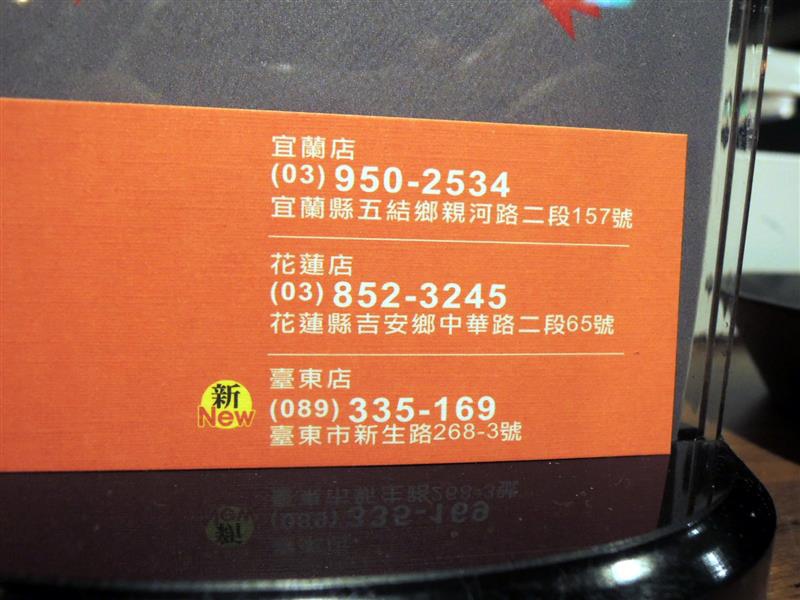 宜蘭店
(03) 950-2534
宜蘭縣五結鄉親河路二段157號
花蓮店
(03) 852-3245
花蓮縣吉安鄉中華路二段65號
新
New
臺東店
(089) 335-169
臺東市新生路268-3號